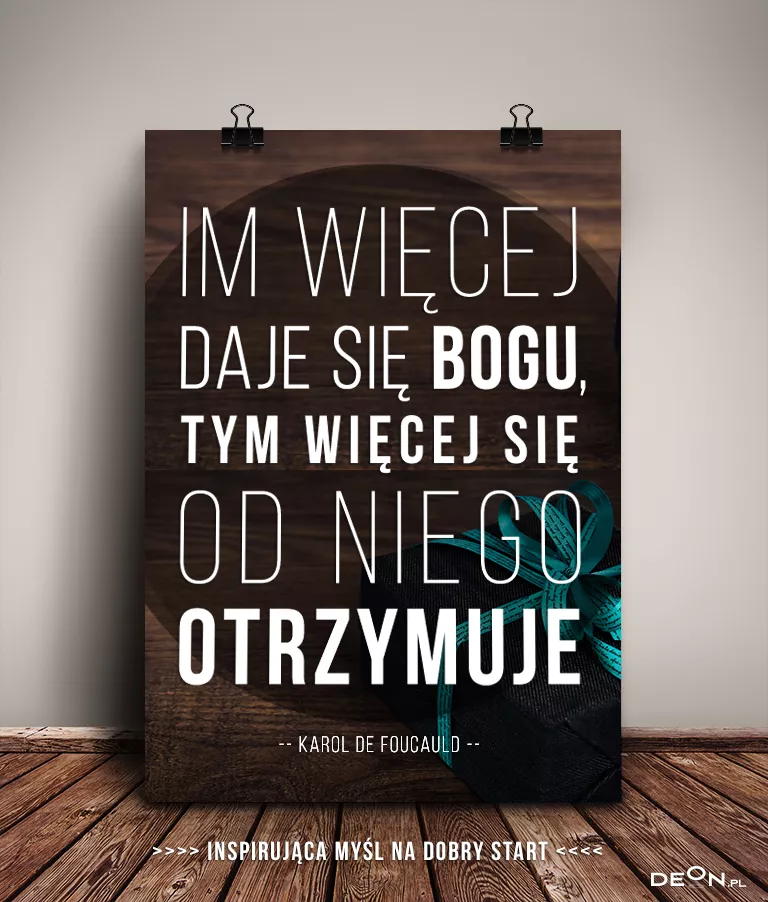 IM WIĘCEJ
DAJE SIĘ BOGU,
TYM WIĘCEJ SIĘ
OD NIEGO
OTRZYMUJE
-- KAROL DE FOUCAULD --
>>>> INSPIRUJĄCA MYŚL NA DOBRY START <<<<
DEON.PL